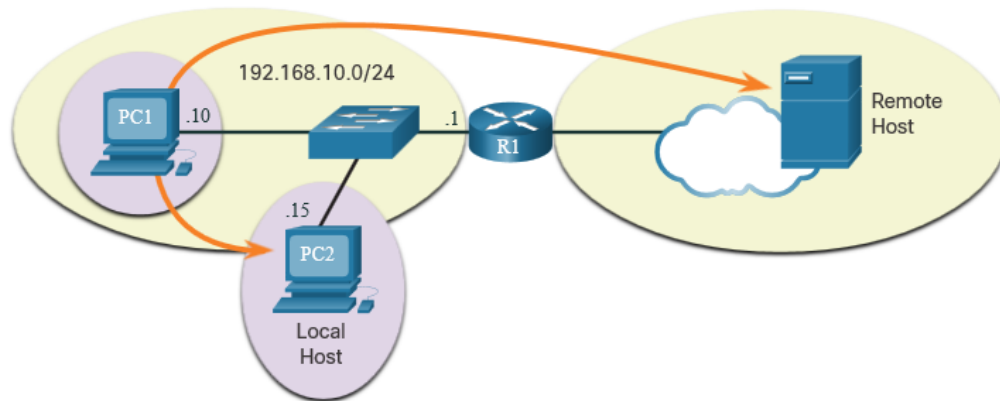 192.168.10.0/24
PC1
.10
.1
R1
Remote
Host
.15
PC2
Local
Host